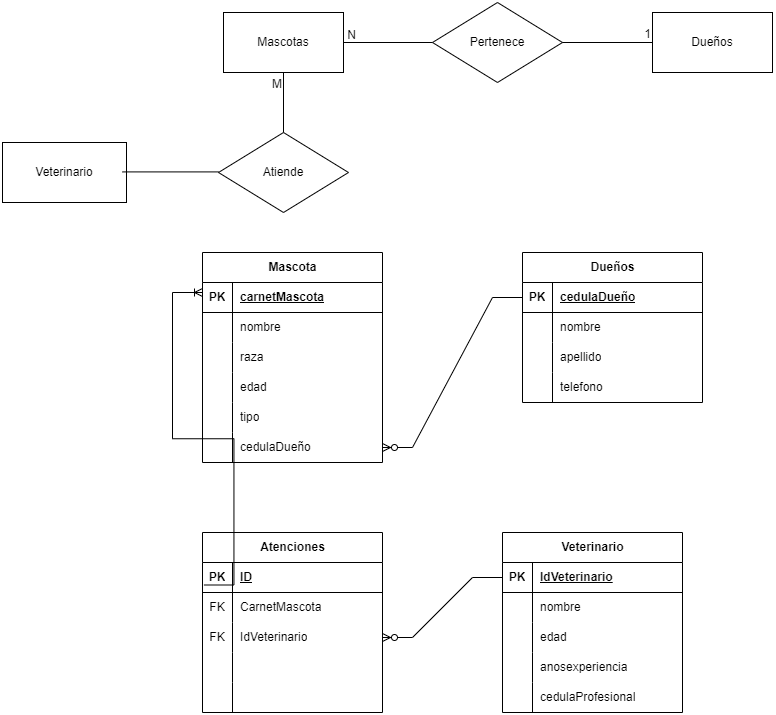 Mascotas
N
Pertenece
1
Dueños
M
Veterinario
Atiende
Mascota
PK carnetMascota
nombre
raza
edad
tipo
cedulaDueño
Dueños
PK cedulaDueño
nombre
apellido
telefono
Atenciones
PK ID
FK CarnetMascota
FK IdVeterinario
Veterinario
PK IdVeterinario
nombre
edad
anosexperiencia
cedulaProfesional